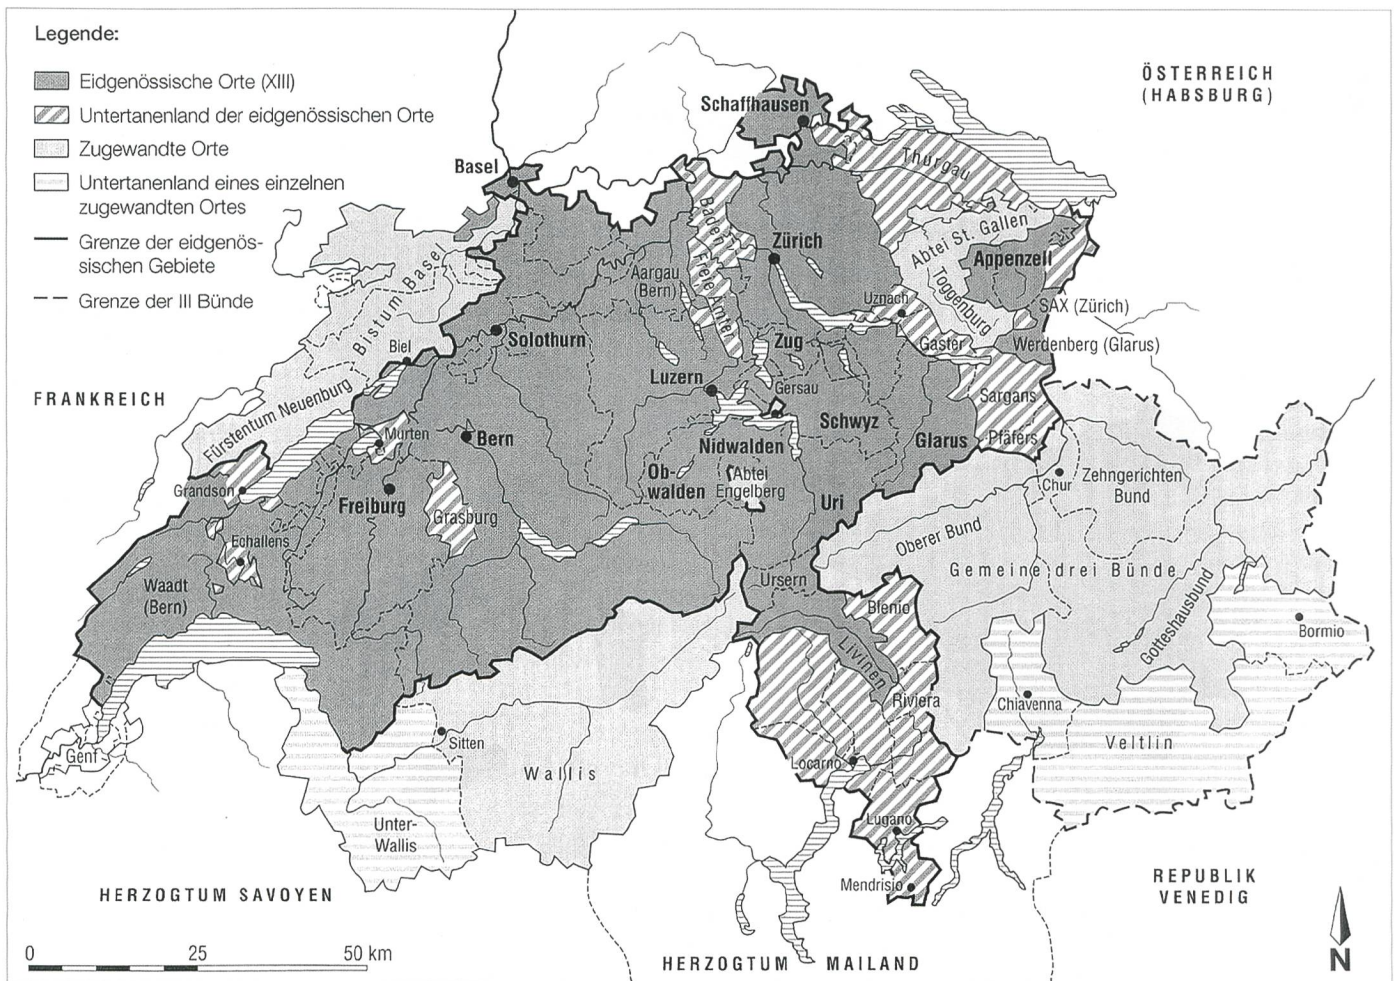 Legende:
Eidgenössische Orte (XIII)
Untertanenland der eidgenössischen Orte
Zugewandte Orte
Untertanenland eines einzelnen
zugewandten Ortes
Grenze der eidgenös-
sischen Gebiete
Grenze der III Bünde
ÖSTERREICH
(HABSBURG)
Schaffhausen
Thurgau
Basel
Abtei St. Gallen
Appenzell
Toggenburg
Baden
Freie Ämter
Zürich
Aargau
(Bern)
Uznach
SAX (Zürich)
Bistum Basel
Biel
Solothurn
Zug
Gaster
Werdenberg (Glarus)
Luzern
Gersau
Sargans
FRANKREICH
Fürstentum Neuenburg
Murten
Bern
Nidwalden
Schwyz
Glarus
Pfäfers
Grandson
Freiburg
Grasburg
Ob-
walden
Abtei
Engelberg
Uri
Chur
Zehngerichten
Bund
Echallens
Oberer Bund
Gemeine drei Bünde
Waadt
(Bern)
Ursern
Blenio
Gotteshausbund
Bormio
Livinen
Riviera
Chiavenna
Genf
Sitten
Wallis
Locarno
Veltlin
Unter-
Wallis
Lugano
Mendrisio
HERZOGTUM SAVOYEN
REPUBLIK
VENEDIG
HERZOGTUM MAILAND
0 25 50 km
N